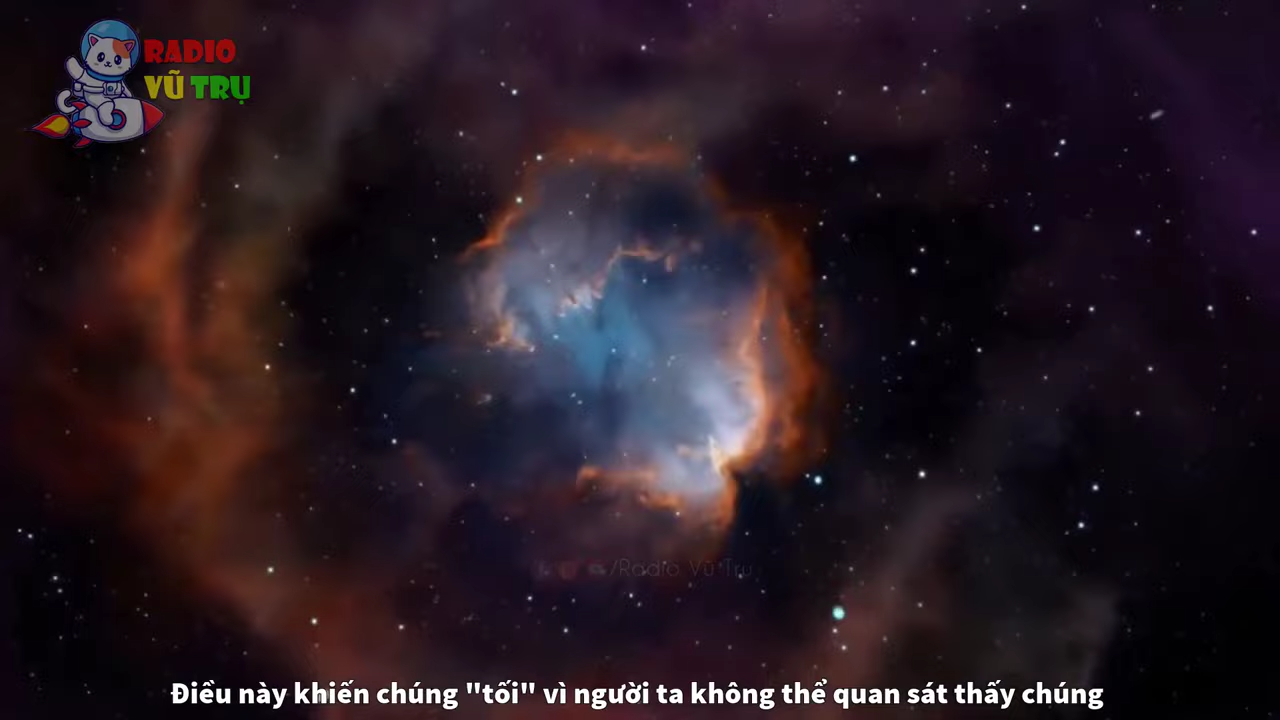 RADIO
VŨ TRỤ
/Radio Vũ Trụ
Điều này khiến chúng "tối" vì người ta không thể quan sát thấy chúng